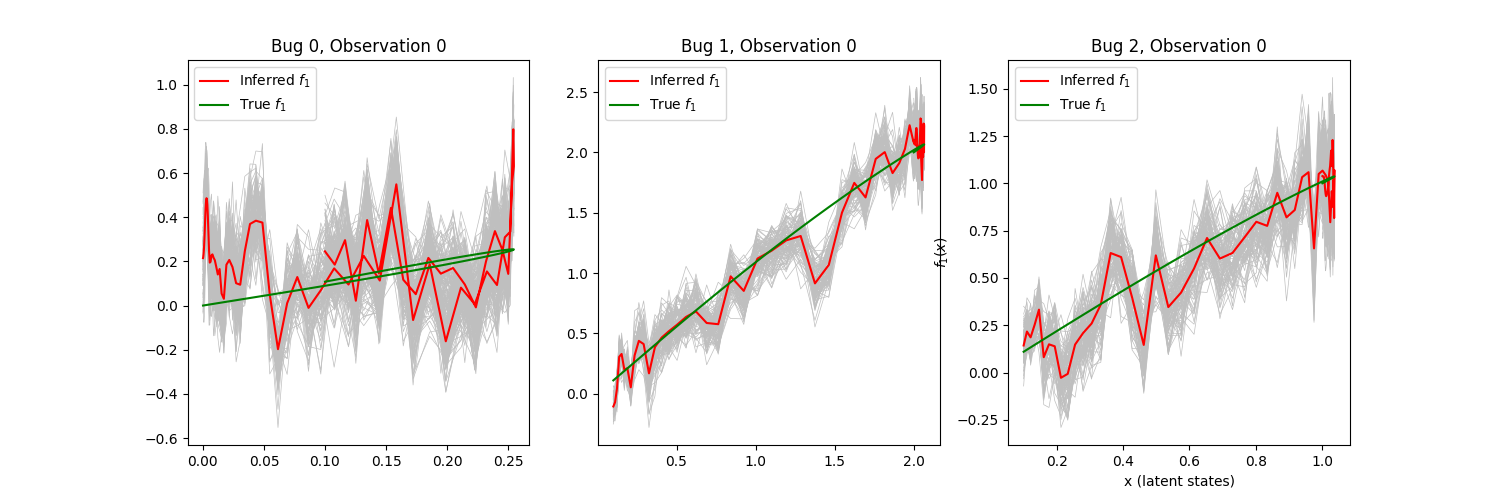 Bug 0, Observation 0
Inferred f₁
True f₁
1.0
0.8
0.6
0.4
0.2
0.0
−0.2
−0.4
−0.6
0.00 0.05 0.10 0.15 0.20 0.25
Bug 1, Observation 0
Inferred f₁
True f₁
2.5
2.0
1.5
1.0
0.5
0.0
0.5 1.0 1.5 2.0
Bug 2, Observation 0
Inferred f₁
True f₁
f₁(x)
1.50
1.25
1.00
0.75
0.50
0.25
0.00
−0.25
0.2 0.4 0.6 0.8 1.0
x (latent states)